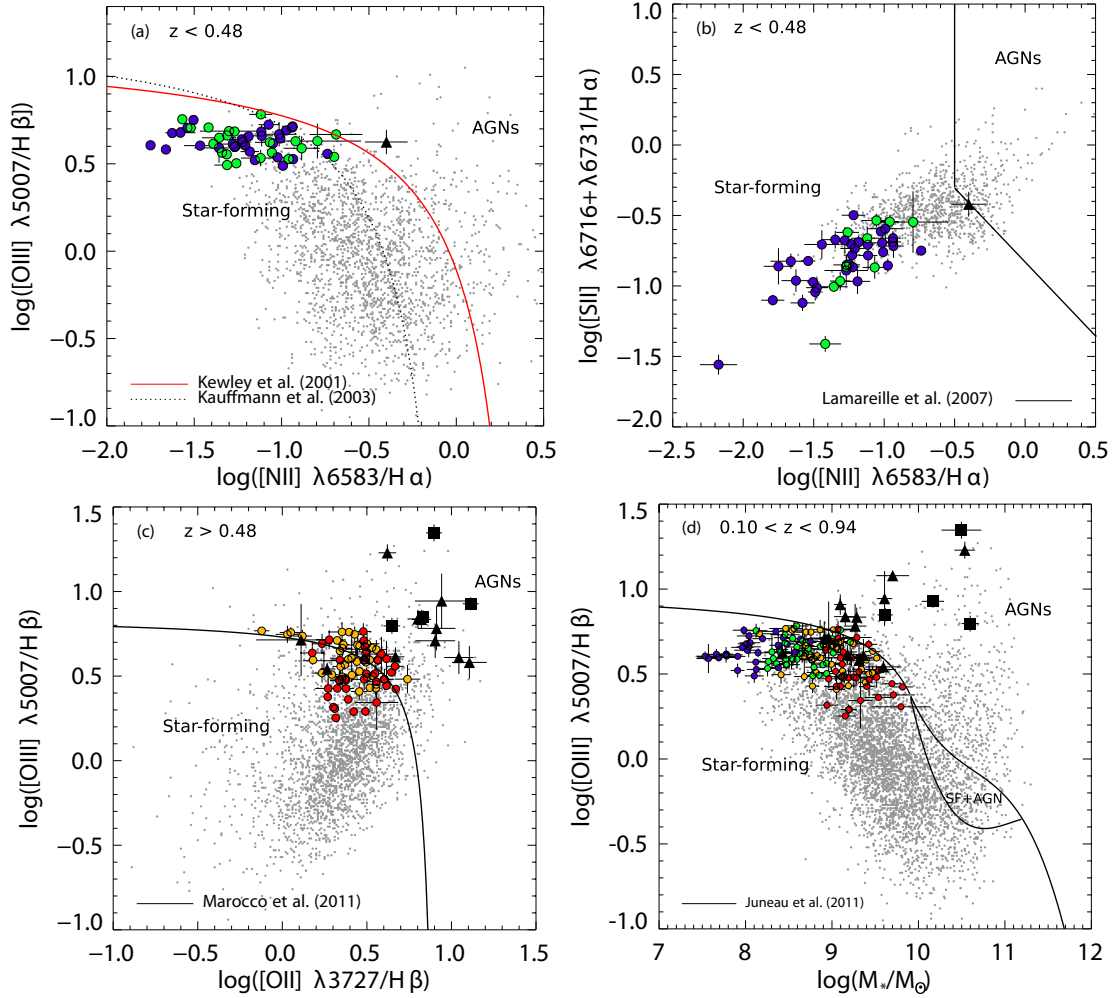 (a) z < 0.48
AGNs
Star-forming
Kewley et al. (2001)
Kauffmann et al. (2003)
1.5
1.0
0.5
0.0
−0.5
−1.0
−2.0 −1.5 −1.0 −0.5 0.0 0.5
log([OIII] λ5007/H β])
log([NII] λ6583/H α)
(b) z < 0.48
AGNs
Star-forming
Lamareille et al. (2007)
1.0
0.5
0.0
−0.5
−1.0
−1.5
−2.0
−2.5 −2.0 −1.5 −1.0 −0.5 0.0 0.5
log([SII] λ6716+λ6731/H α)
log([NII] λ6583/H α)
(c) z > 0.48
AGNs
Star-forming
Marocco et al. (2011)
1.5
1.0
0.5
0.0
−0.5
−1.0
−1.0 −0.5 0.0 0.5 1.0 1.5
log([OIII] λ5007/H β)
log([OII] λ3727/H β)
(d) 0.10 < z < 0.94
AGNs
Star-forming
SF+AGN
Juneau et al. (2011)
1.5
1.0
0.5
0.0
−0.5
−1.0
7 8 9 10 11 12
log([OIII] λ5007/H β)
log(M*/M⊙)